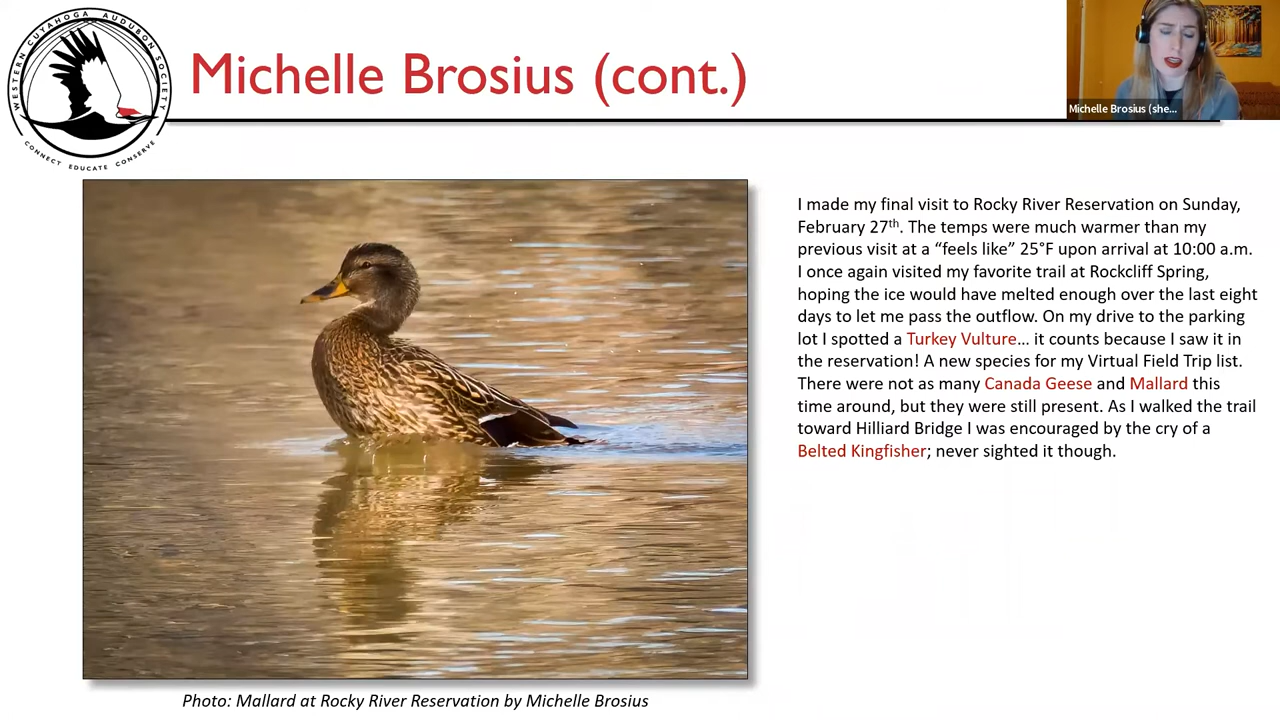 WESTERN CUYAHOGA AUDUBON SOCIETY
CONNECT EDUCATE CONSERVE
Michelle Brosius (cont.)
Michelle Brosius (she...
I made my final visit to Rocky River Reservation on Sunday,
February 27th. The temps were much warmer than my
previous visit at a “feels like” 25°F upon arrival at 10:00 a.m.
I once again visited my favorite trail at Rockcliff Spring,
hoping the ice would have melted enough over the last eight
days to let me pass the outflow. On my drive to the parking
lot I spotted a Turkey Vulture… it counts because I saw it in
the reservation! A new species for my Virtual Field Trip list.
There were not as many Canada Geese and Mallard this
time around, but they were still present. As I walked the trail
toward Hilliard Bridge I was encouraged by the cry of a
Belted Kingfisher; never sighted it though.
Photo: Mallard at Rocky River Reservation by Michelle Brosius